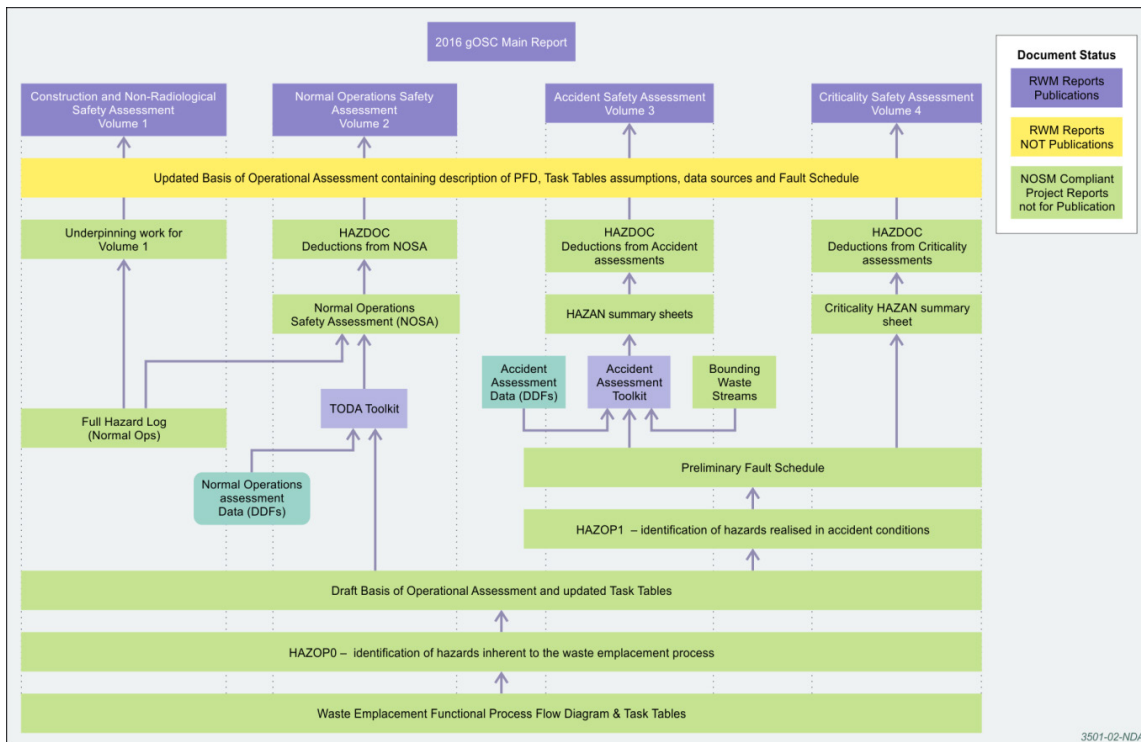 2016 gOSC Main Report
Document Status
RWM Reports
Publications
RWM Reports
NOT Publications
NOSM Compliant
Project Reports
not for Publication
Construction and Non-Radiological
Safety Assessment
Volume 1
Normal Operations Safety
Assessment
Volume 2
Accident Safety Assessment
Volume 3
Criticality Safety Assessment
Volume 4
Updated Basis of Operational Assessment containing description of PFD, Task Tables assumptions, data sources and Fault Schedule
Underpinning work for
Volume 1
HAZDOC
Deductions from NOSA
HAZDOC
Deductions from Accident
assessments
HAZDOC
Deductions from Criticality
assessments
Normal Operations
Safety Assessment (NOSA)
HAZAN summary sheets
Criticality HAZAN summary
sheet
Accident
Assessment
Data (DDFs)
Accident
Assessment
Toolkit
Bounding
Waste
Streams
TODA Toolkit
Full Hazard Log
(Normal Ops)
Normal Operations
assessment
Data (DDFs)
Preliminary Fault Schedule
HAZOP1 – identification of hazards realised in accident conditions
Draft Basis of Operational Assessment and updated Task Tables
HAZOP0 – identification of hazards inherent to the waste emplacement process
Waste Emplacement Functional Process Flow Diagram & Task Tables
3501-02-NDA